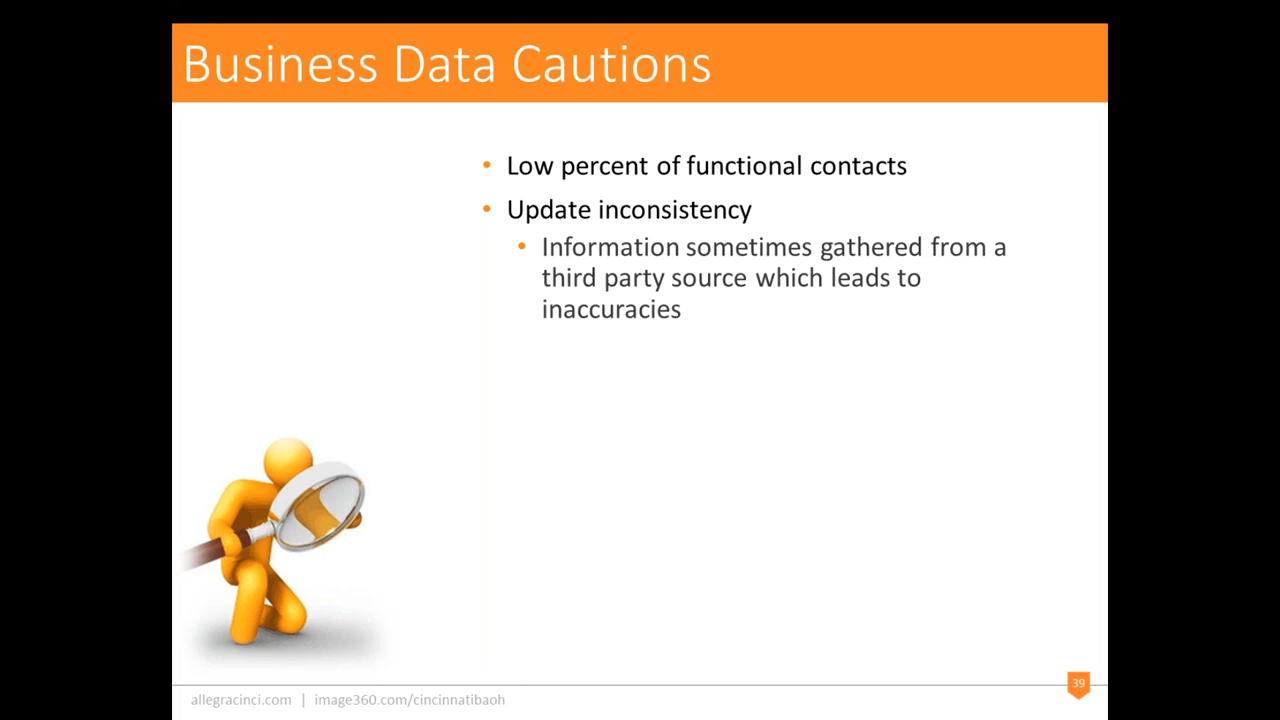 Business Data Cautions
• Low percent of functional contacts
• Update inconsistency
• Information sometimes gathered from a
third party source which leads to
inaccuracies
39
allegracinci.com | image360.com/cincinnatibaoh